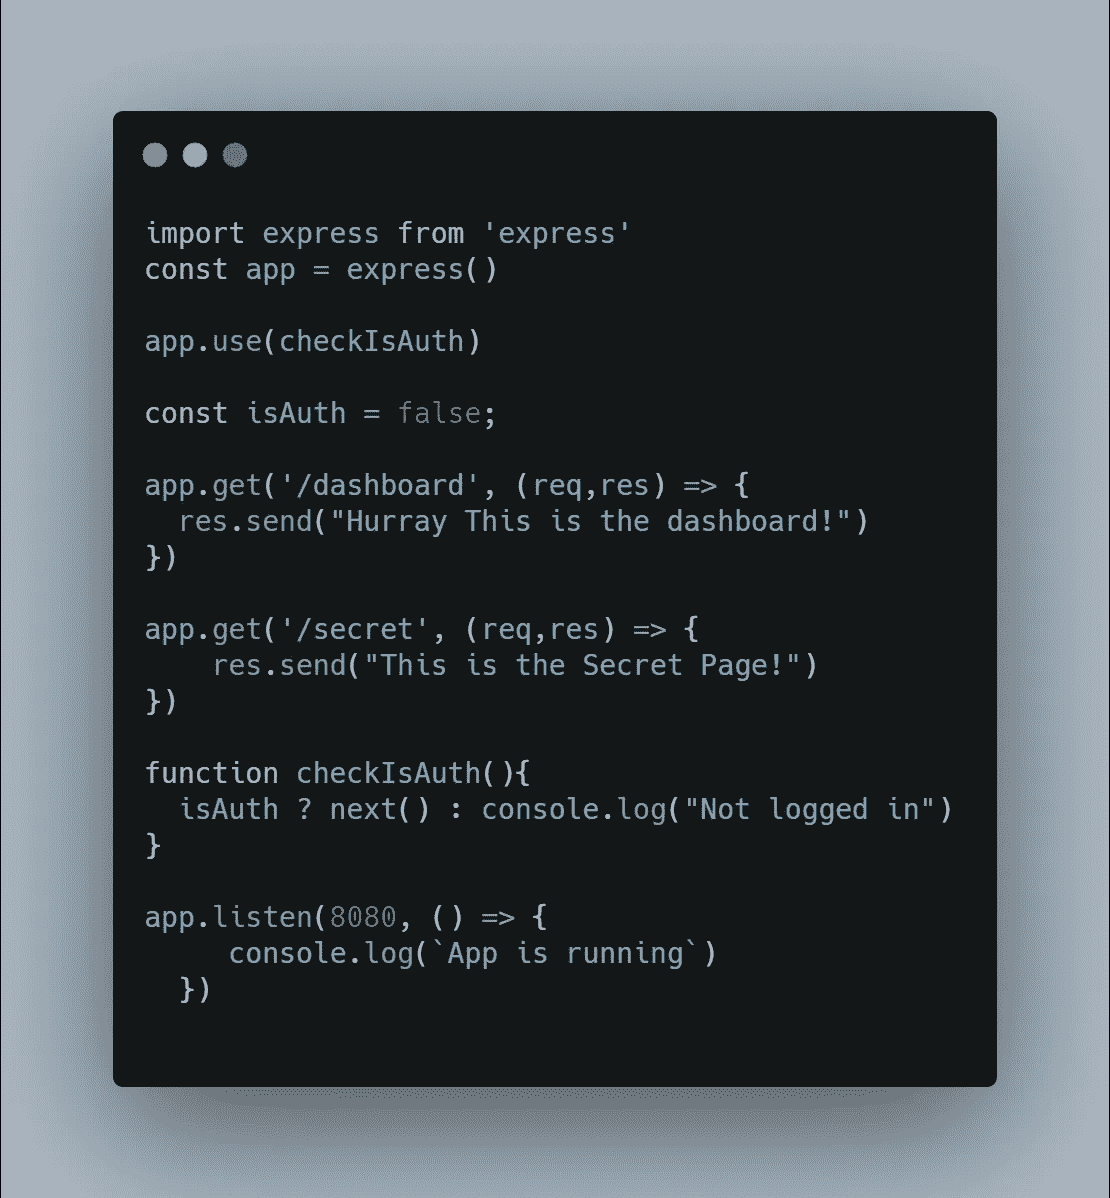 import express from 'express'
const app = express()
app.use(checkIsAuth)
const isAuth = false;
app.get('/dashboard', (req,res) => {
  res.send("Hurray This is the dashboard!")
})
app.get('/secret', (req,res) => {
    res.send("This is the Secret Page!")
})
function checkIsAuth(){
  isAuth ? next() : console.log("Not logged in")
}
app.listen(8080, () => {
     console.log(`App is running`)
  })